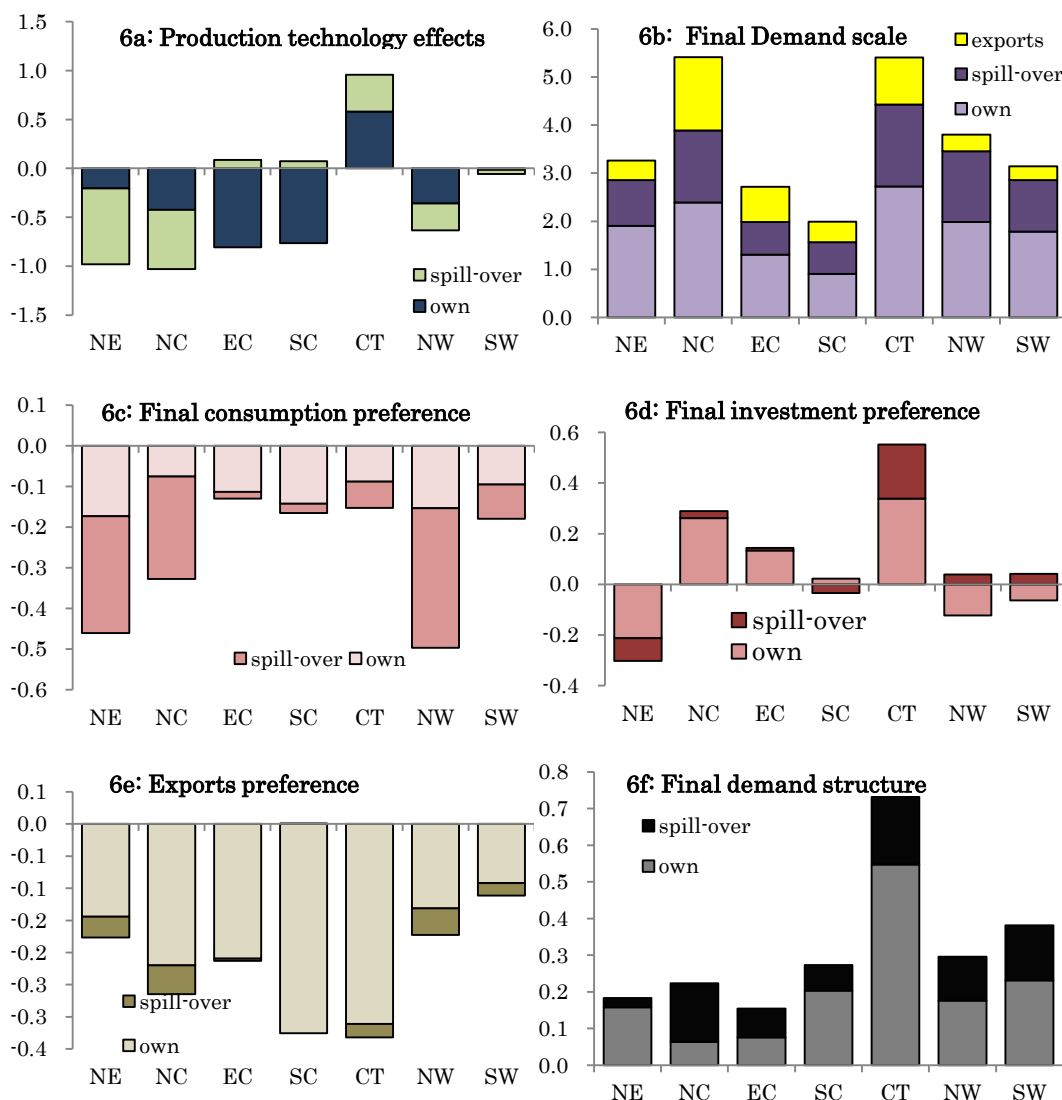 6a: Production technology effects
1.5
1.0
0.5
0.0
-0.5
-1.0
-1.5
spill-over
own
NE NC EC SC CT NW SW
6b: Final Demand scale
6.0
5.0
4.0
3.0
2.0
1.0
0.0
exports
spill-over
own
NE NC EC SC CT NW SW
6c: Final consumption preference
0.1
0.0
-0.1
-0.2
-0.3
-0.4
-0.5
-0.6
spill-over own
NE NC EC SC CT NW SW
6d: Final investment preference
0.6
0.4
0.2
0.0
-0.2
-0.4
spill-over
own
NE NC EC SC CT NW SW
6e: Exports preference
0.1
0.0
-0.1
-0.1
-0.2
-0.2
-0.3
-0.3
-0.4
spill-over
own
NE NC EC SC CT NW SW
6f: Final demand structure
0.8
0.7
0.6
0.5
0.4
0.3
0.2
0.1
0.0
spill-over
own
NE NC EC SC CT NW SW